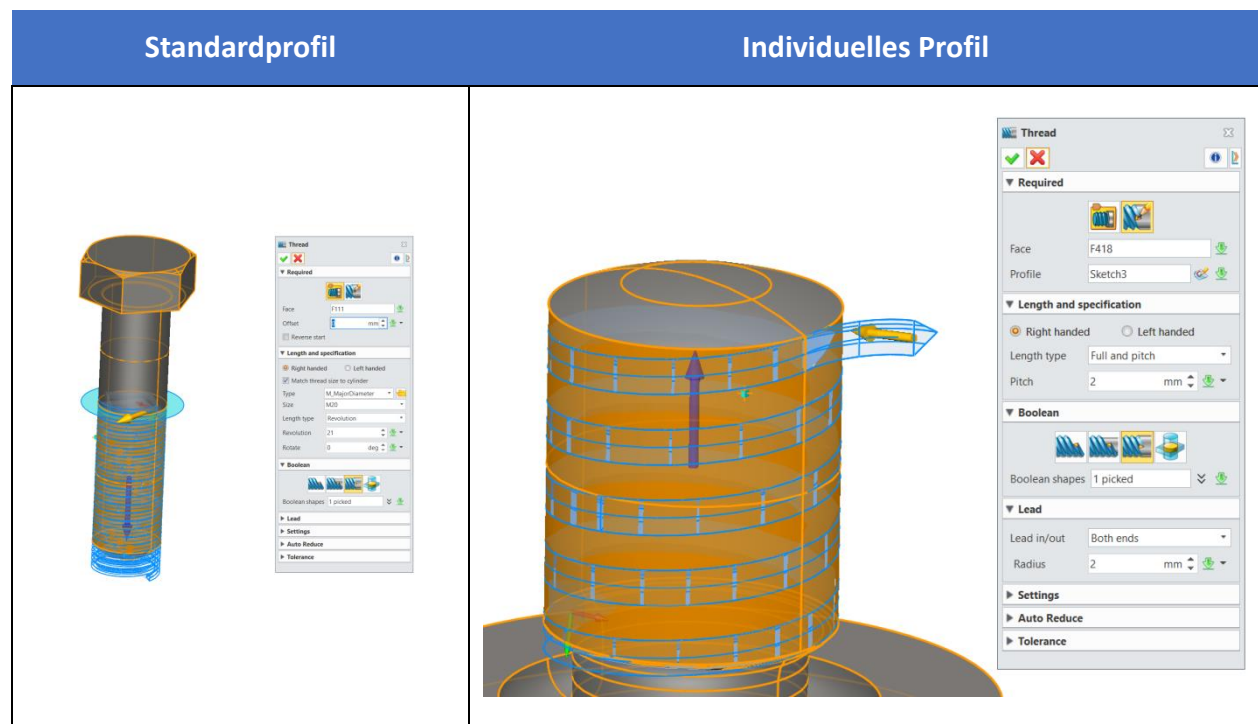 Standardprofil
Individuelles Profil
Thread
Required
Face F111
Offset mm
Reverse start
Length and specification
Right handed Left handed
Match thread size to cylinder
Type M_MajorDiameter
Size M20
Length type Revolution
Revolution 21
Rotate 0 deg
Boolean
Boolean shapes 1 picked
Lead
Settings
Auto Reduce
Tolerance
Thread
Required
Face F418
Profile Sketch3
Length and specification
Right handed Left handed
Length type Full and pitch
Pitch 2 mm
Boolean
Boolean shapes 1 picked
Lead
Lead in/out Both ends
Radius 2 mm
Settings
Auto Reduce
Tolerance